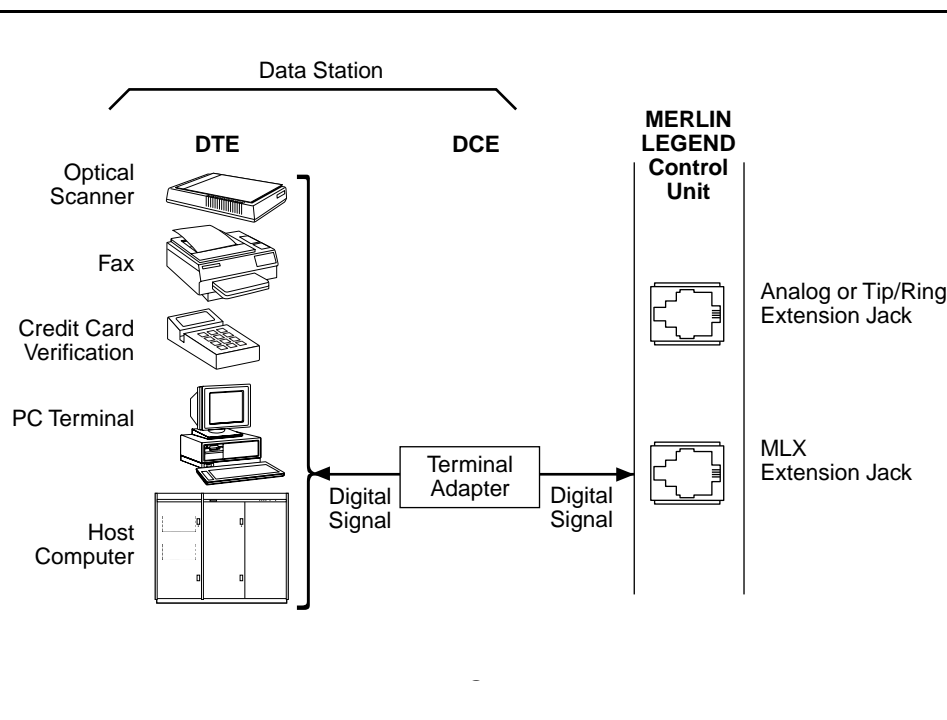 Data Station
DTE
DCE
MERLIN
LEGEND
Control
Unit
Optical
Scanner
Fax
Credit Card
Verification
PC Terminal
Host
Computer
Digital
Signal
Terminal
Adapter
Digital
Signal
Analog or Tip/Ring
Extension Jack
MLX
Extension Jack